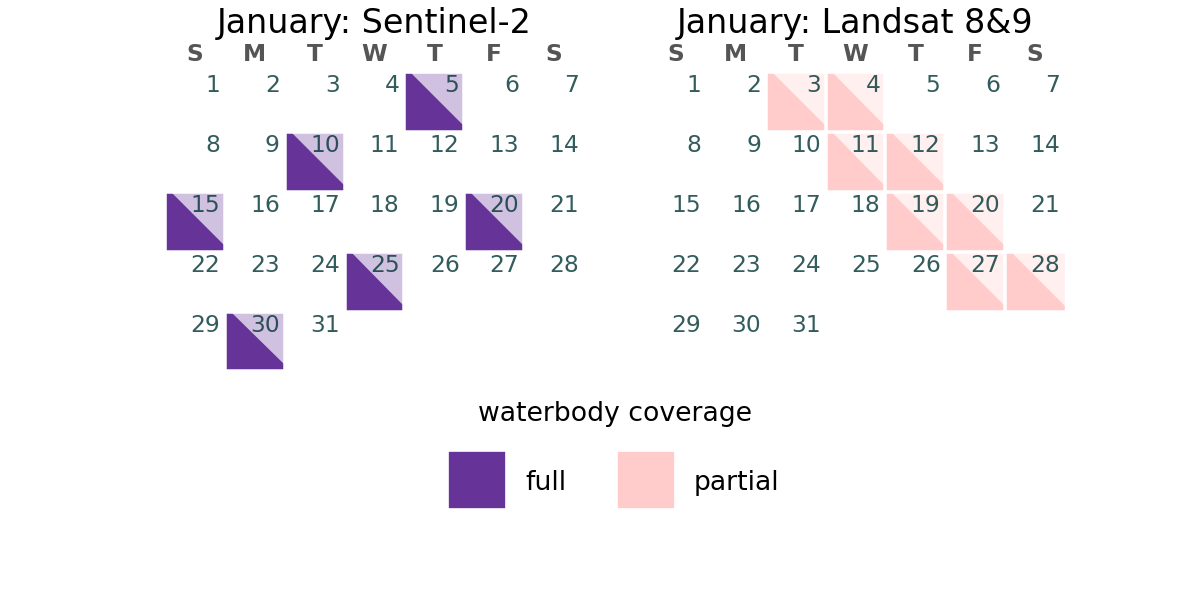 January: Sentinel-2
S M T W T F S
1 2 3 4 5 6 7
8 9 10 11 12 13 14
15 16 17 18 19 20 21
22 23 24 25 26 27 28
29 30 31
January: Landsat 8&9
S M T W T F S
1 2 3 4 5 6 7
8 9 10 11 12 13 14
15 16 17 18 19 20 21
22 23 24 25 26 27 28
29 30 31
waterbody coverage
full
partial